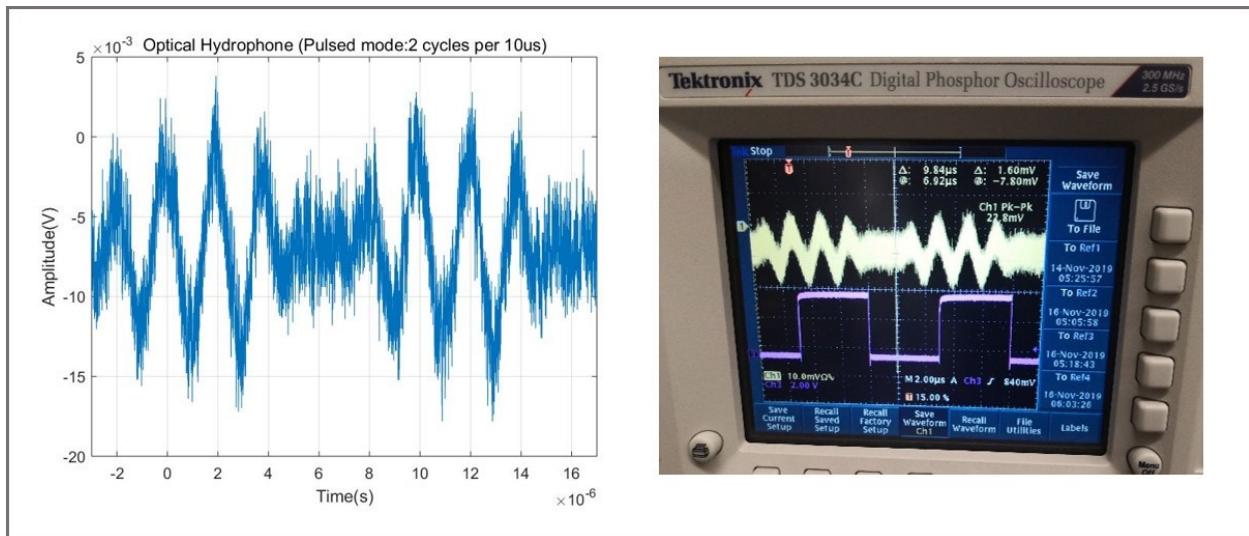 ×10⁻³
Optical Hydrophone (Pulsed mode:2 cycles per 10us)
5
0
-5
-10
-15
-20
Amplitude(V)
-2 0 2 4 6 8 10 12 14 16
Time(s)
×10⁻⁶
Tektronix TDS 3034C Digital Phosphor Oscilloscope
300 MHz
2.5 GS/s
Stop
Δ: 9.84µs Δ: 1.60mV
@: 6.92µs @: -7.80mV
Ch1 Pk-Pk
22.8mV
Save
Waveform
To File
To Ref1
14-Nov-2019
05:25:57
To Ref2
16-Nov-2019
05:05:58
To Ref3
16-Nov-2019
05:18:43
To Ref4
16-Nov-2019
06:03:26
Ch1 10.0mVΩ
Ch3 2.00 V
M 2.00µs A Ch3 840mV
15.00 %
Save Current Setup
Recall Saved Setup
Recall Factory Setup
Save Waveform Ch1
Recall Waveform
File Utilities
Labels
Menu
Off